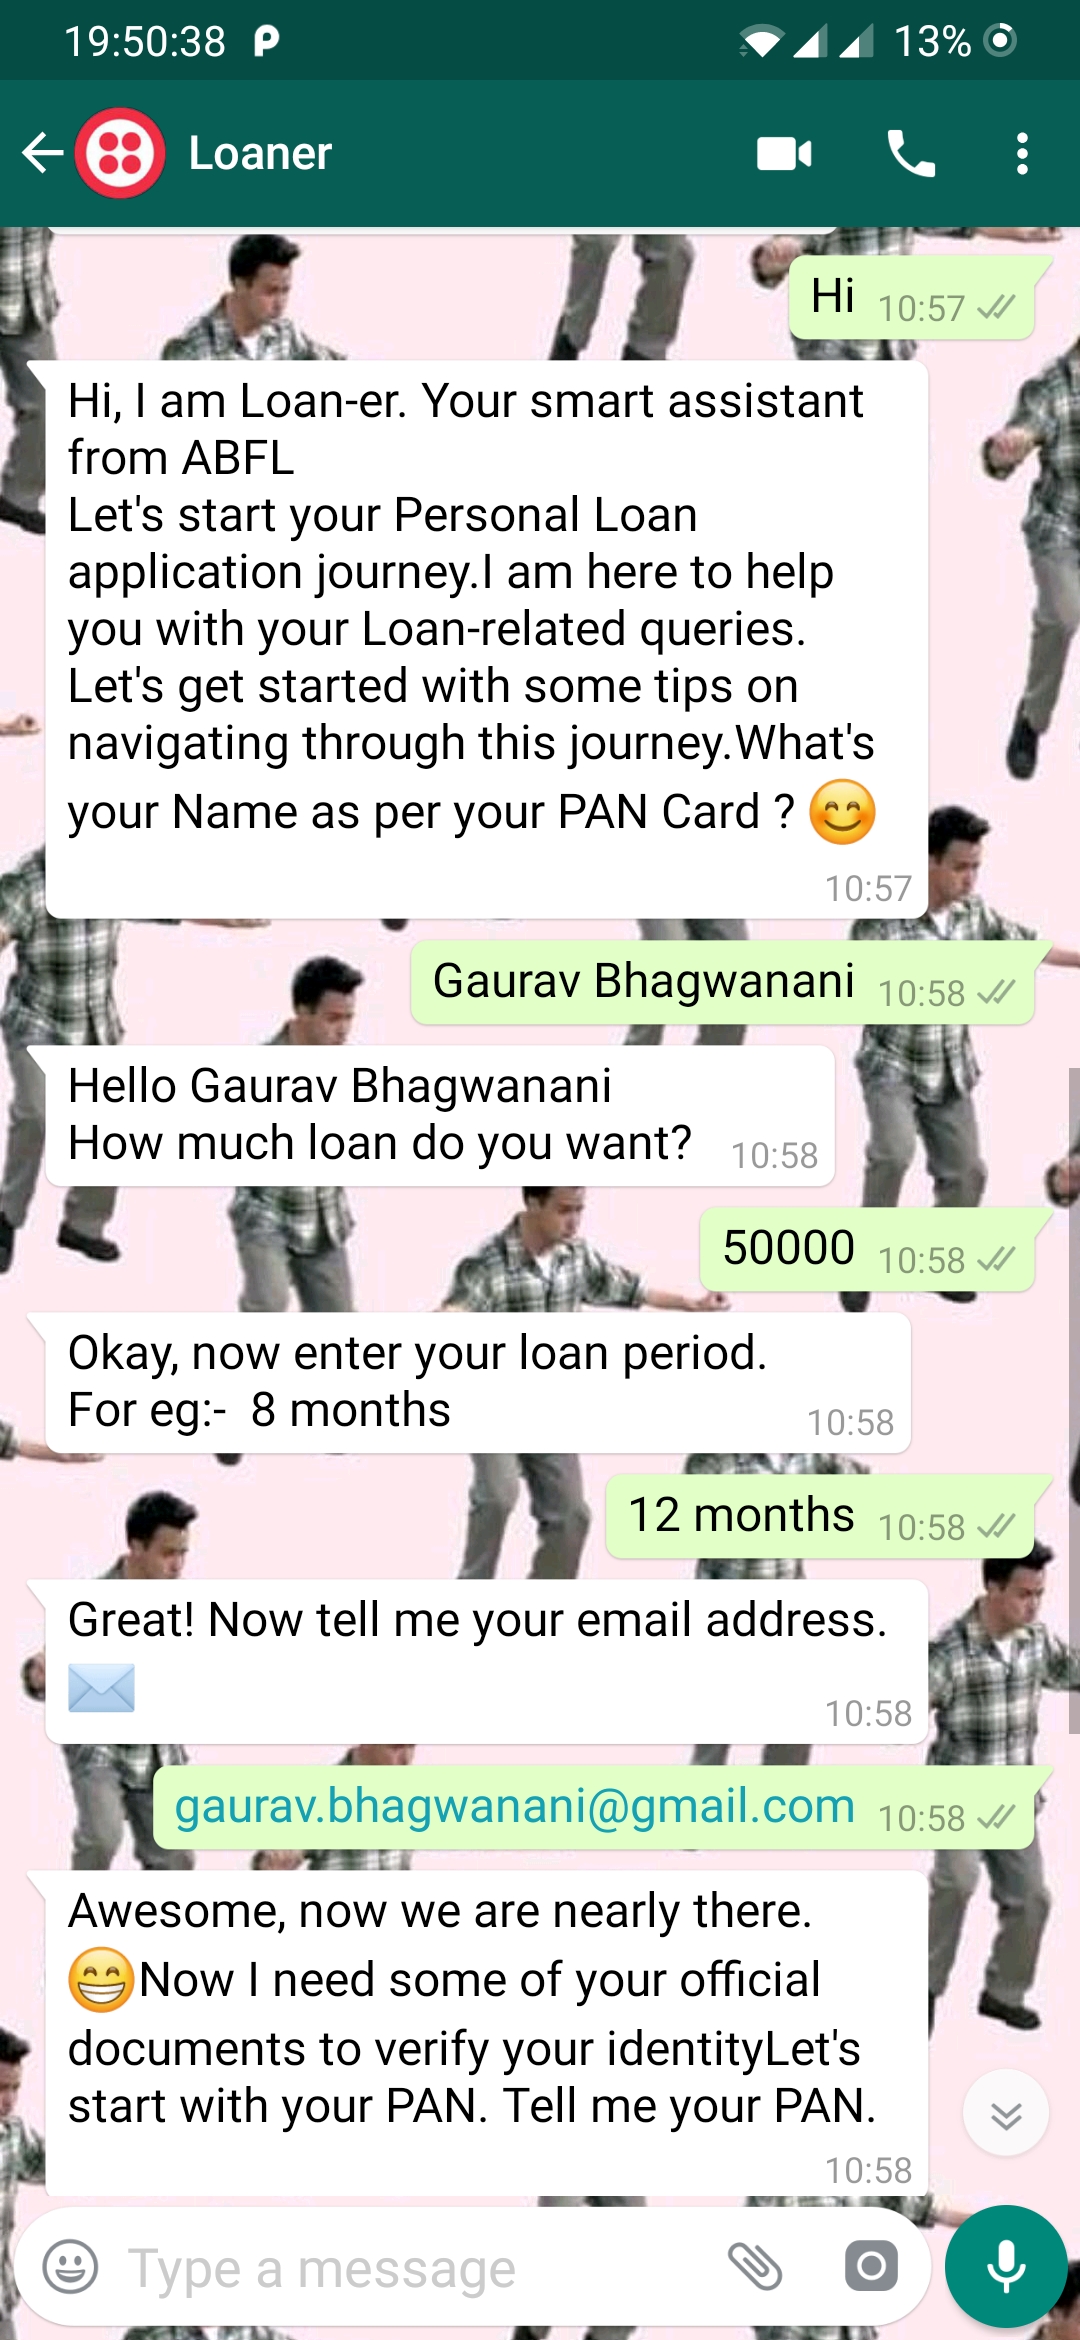 19:50:38 13%
Loaner
Hi 10:57
Hi, I am Loan-er. Your smart assistant
from ABFL
Let's start your Personal Loan
application journey.I am here to help
you with your Loan-related queries.
Let's get started with some tips on
navigating through this journey.What's
your Name as per your PAN Card ? 😊
10:57
Gaurav Bhagwanani 10:58
Hello Gaurav Bhagwanani
How much loan do you want? 10:58
50000 10:58
Okay, now enter your loan period.
For eg:-  8 months 10:58
12 months 10:58
Great! Now tell me your email address.
✉️
10:58
gaurav.bhagwanani@gmail.com 10:58
Awesome, now we are nearly there.
😁Now I need some of your official
documents to verify your identityLet's
start with your PAN. Tell me your PAN.
10:58
Type a message